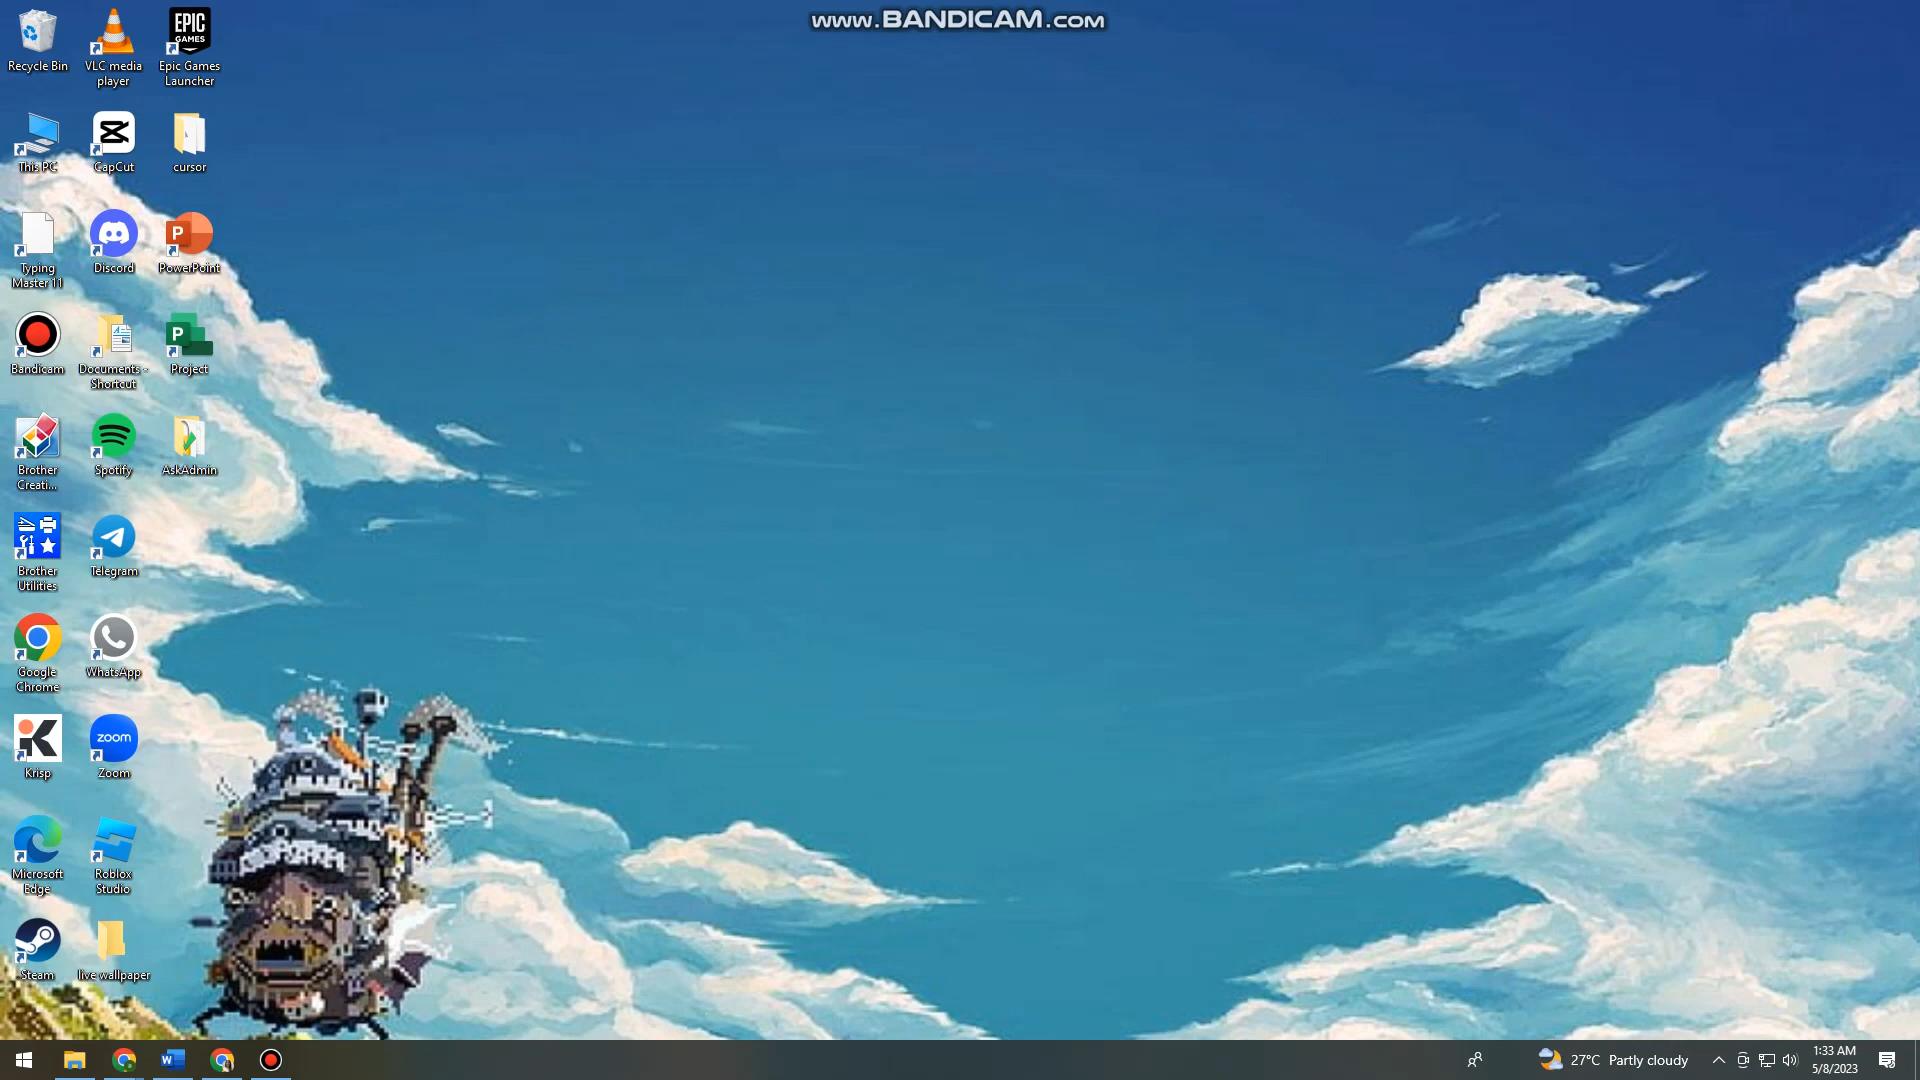 www.BANDICAM.com
Recycle Bin
VLC media
player
EPIC
GAMES
Epic Games
Launcher
This PC
CapCut
cursor
Typing
Master 11
Discord
P
PowerPoint
Bandicam
Documents -
Shortcut
P
Project
Brother
Creati...
Spotify
AskAdmin
Brother
Utilities
Telegram
Google
Chrome
WhatsApp
Krisp
zoom
Zoom
Microsoft
Edge
Roblox
Studio
Steam
live wallpaper
W
27°C Partly cloudy
1:33 AM
5/8/2023